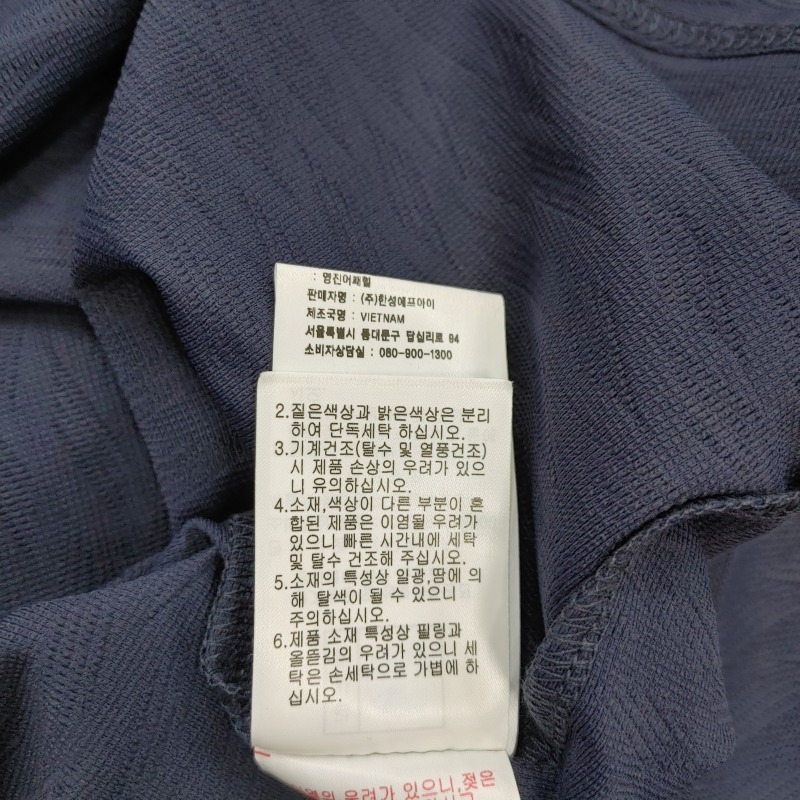 : 영진어패럴
판매자명 : (주)한성에프아이
제조국명 : VIETNAM
서울특별시 동대문구 답십리로 94
소비자상담실 : 080-900-1300
2.짙은색상과 밝은색상은 분리
하여 단독세탁 하십시오.
3.기계건조(탈수 및 열풍건조)
시 제품 손상의 우려가 있으
니 유의하십시오.
4.소재,색상이 다른 부분이 혼
합된 제품은 이염될 우려가
있으니 빠른 시간내에 세탁
및 탈수 건조해 주십시오.
5.소재의 특성상 일광,땀에 의
해 탈색이 될 수 있으니
주의하십시오.
6.제품 소재 특성상 필링과
올뜯김의 우려가 있으니 세
탁은 손세탁으로 가볍에 하
십시오.
우려가 있으니,젖은